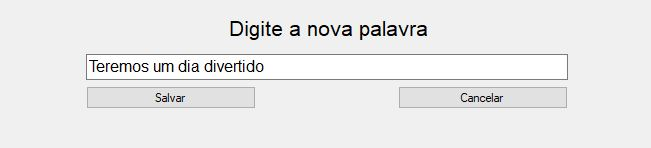 Digite a nova palavra
Teremos um dia divertido
Salvar Cancelar